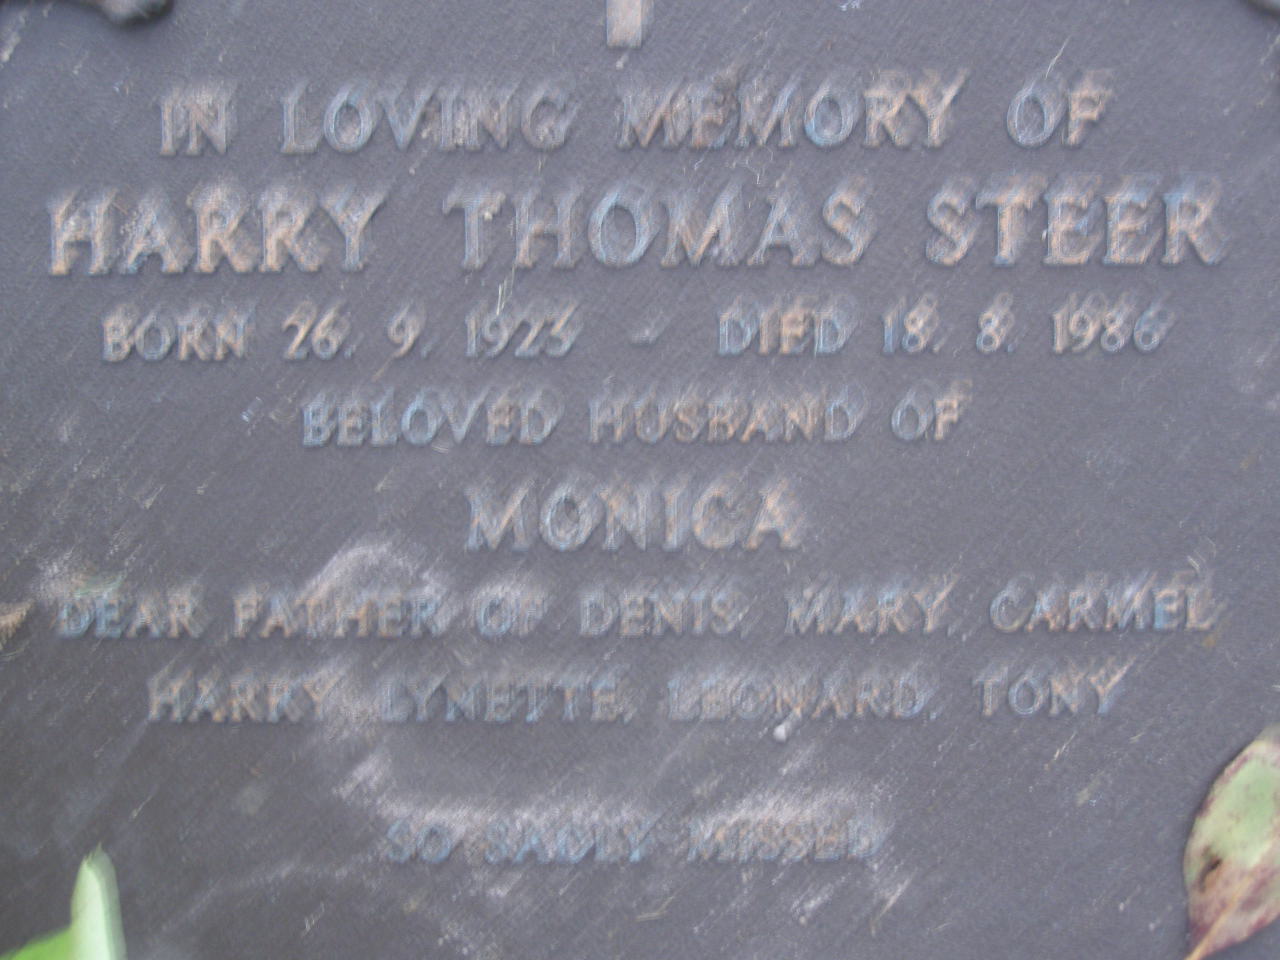 IN LOVING MEMORY OF
HARRY THOMAS STEER
BORN 26. 9. 1923 - DIED 18. 8. 1986
BELOVED HUSBAND OF
MONICA
DEAR FATHER OF DENIS, MARY, CARMEL
HARRY, LYNETTE, LEONARD, TONY
SO SADLY MISSED